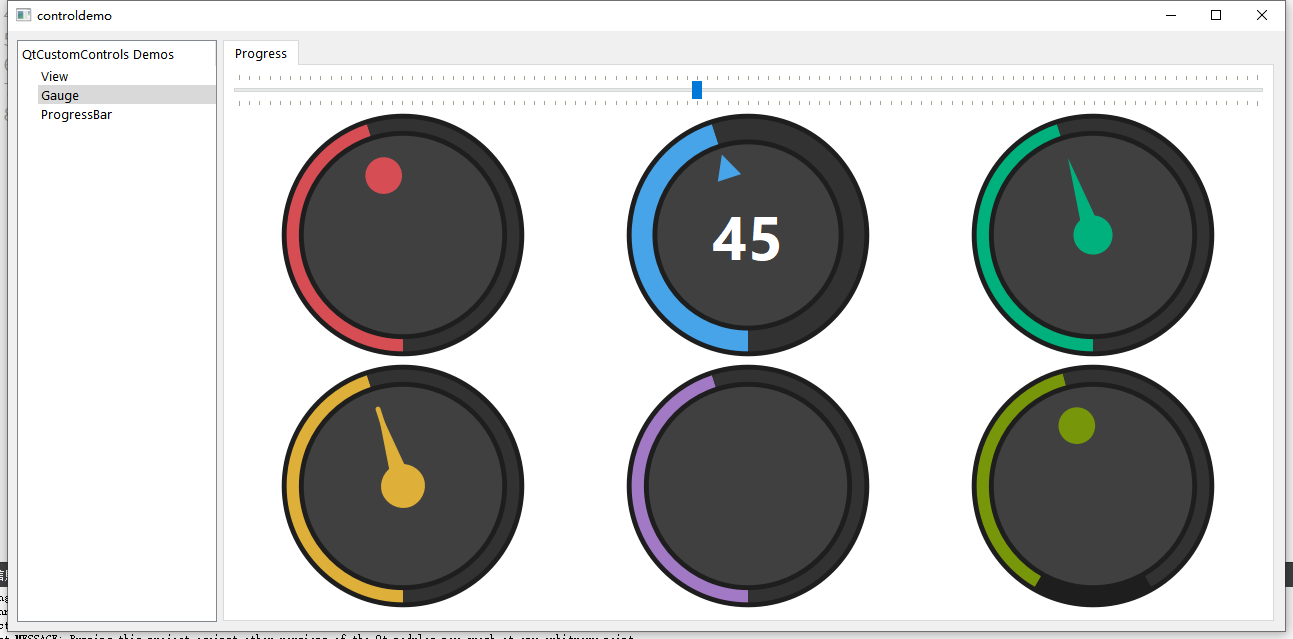 controldemo
QtCustomControls Demos
View
Gauge
ProgressBar
Progress
45